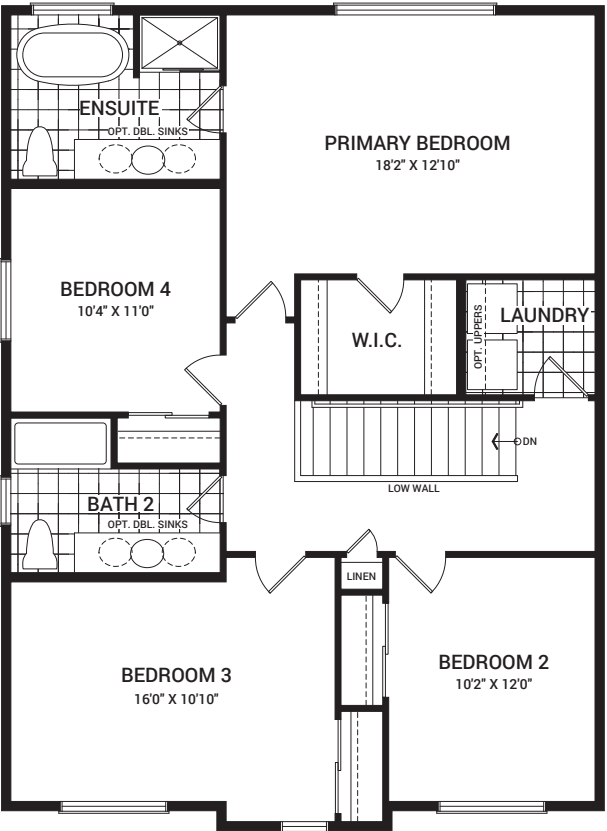 ENSUITE
OPT. DBL. SINKS
PRIMARY BEDROOM
18'2" X 12'10"
BEDROOM 4
10'4" X 11'0"
W.I.C.
OPT. UPPERS
LAUNDRY
DN
LOW WALL
BATH 2
OPT. DBL. SINKS
LINEN
BEDROOM 3
16'0" X 10'10"
BEDROOM 2
10'2" X 12'0"